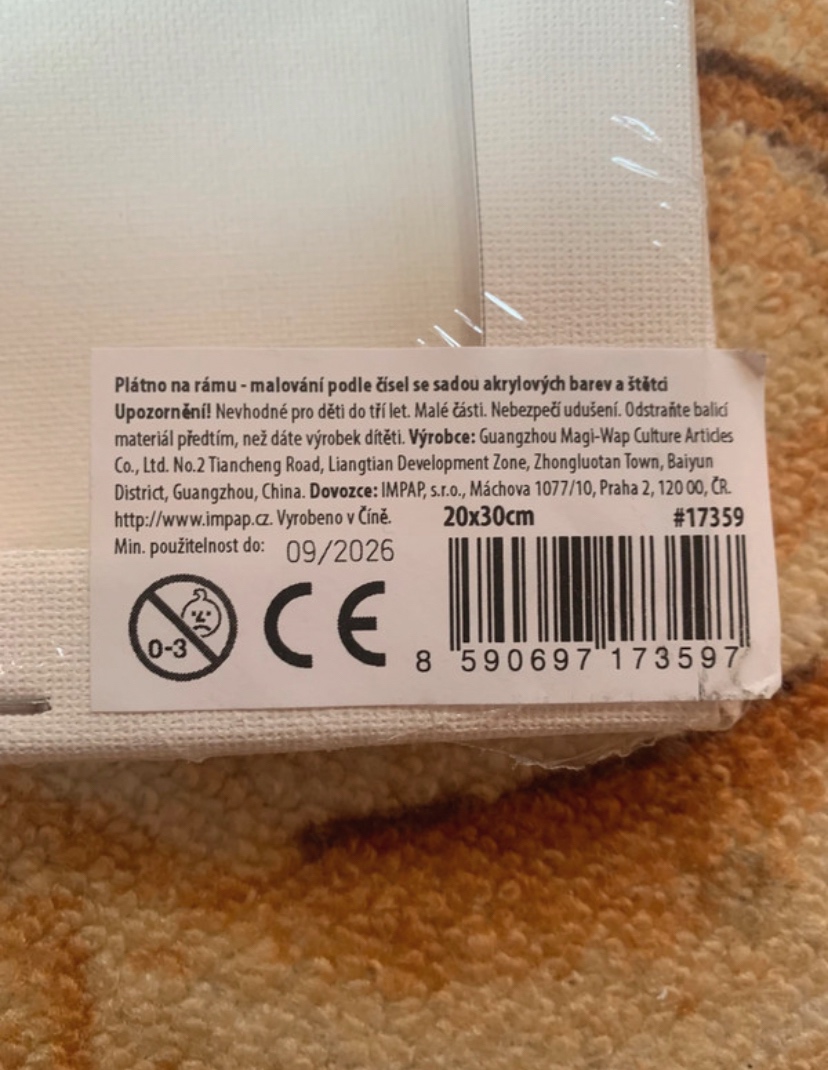 Plátno na rámu - malování podle čísel se sadou akrylových barev a štětci
Upozornění! Nevhodné pro děti do tří let. Malé části. Nebezpečí udušení. Odstraňte balicí
materiál předtím, než dáte výrobek dítěti. Výrobce: Guangzhou Magi-Wap Culture Articles
Co., Ltd. No.2 Tiancheng Road, Liangtian Development Zone, Zhongluotan Town, Baiyun
District, Guangzhou, China. Dovozce: IMPAP, s.r.o., Máchova 1077/10, Praha 2, 120 00, ČR.
http://www.impap.cz. Vyrobeno v Číně. 20x30cm #17359
Min. použitelnost do: 09/2026
0-3 CE
8 590697 173597